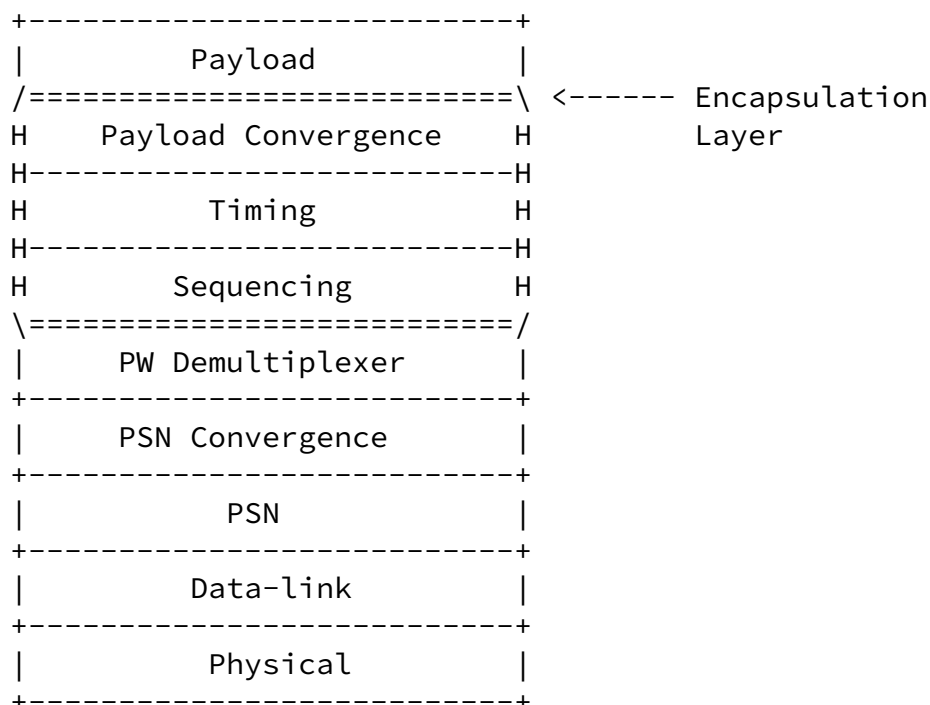 +---------------------------+
|         Payload           |
/===========================\ <------ Encapsulation
H    Payload Convergence    H         Layer
H---------------------------H
H          Timing           H
H---------------------------H
H        Sequencing         H
\===========================/
|     PW Demultiplexer      |
+---------------------------+
|     PSN Convergence       |
+---------------------------+
|           PSN             |
+---------------------------+
|         Data-link         |
+---------------------------+
|          Physical         |
+---------------------------+